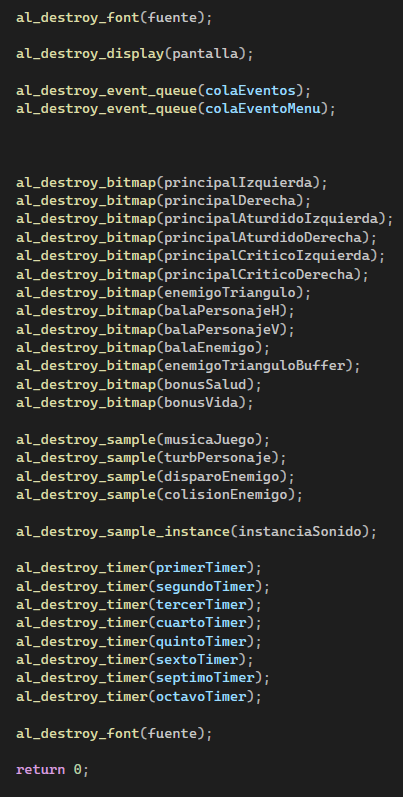 al_destroy_font(fuente);
al_destroy_display(pantalla);
al_destroy_event_queue(colaEventos);
al_destroy_event_queue(colaEventoMenu);
al_destroy_bitmap(principalIzquierda);
al_destroy_bitmap(principalDerecha);
al_destroy_bitmap(principalAturdidoIzquierda);
al_destroy_bitmap(principalAturdidoDerecha);
al_destroy_bitmap(principalCriticoIzquierda);
al_destroy_bitmap(principalCriticoDerecha);
al_destroy_bitmap(enemigoTriangulo);
al_destroy_bitmap(balaPersonajeH);
al_destroy_bitmap(balaPersonajeV);
al_destroy_bitmap(balaEnemigo);
al_destroy_bitmap(enemigoTrianguloBuffer);
al_destroy_bitmap(bonusSalud);
al_destroy_bitmap(bonusVida);
al_destroy_sample(musicaJuego);
al_destroy_sample(turbPersonaje);
al_destroy_sample(disparoEnemigo);
al_destroy_sample(colisionEnemigo);
al_destroy_sample_instance(instanciaSonido);
al_destroy_timer(primerTimer);
al_destroy_timer(segundoTimer);
al_destroy_timer(tercerTimer);
al_destroy_timer(cuartoTimer);
al_destroy_timer(quintoTimer);
al_destroy_timer(sextoTimer);
al_destroy_timer(septimoTimer);
al_destroy_timer(octavoTimer);
al_destroy_font(fuente);
return 0;